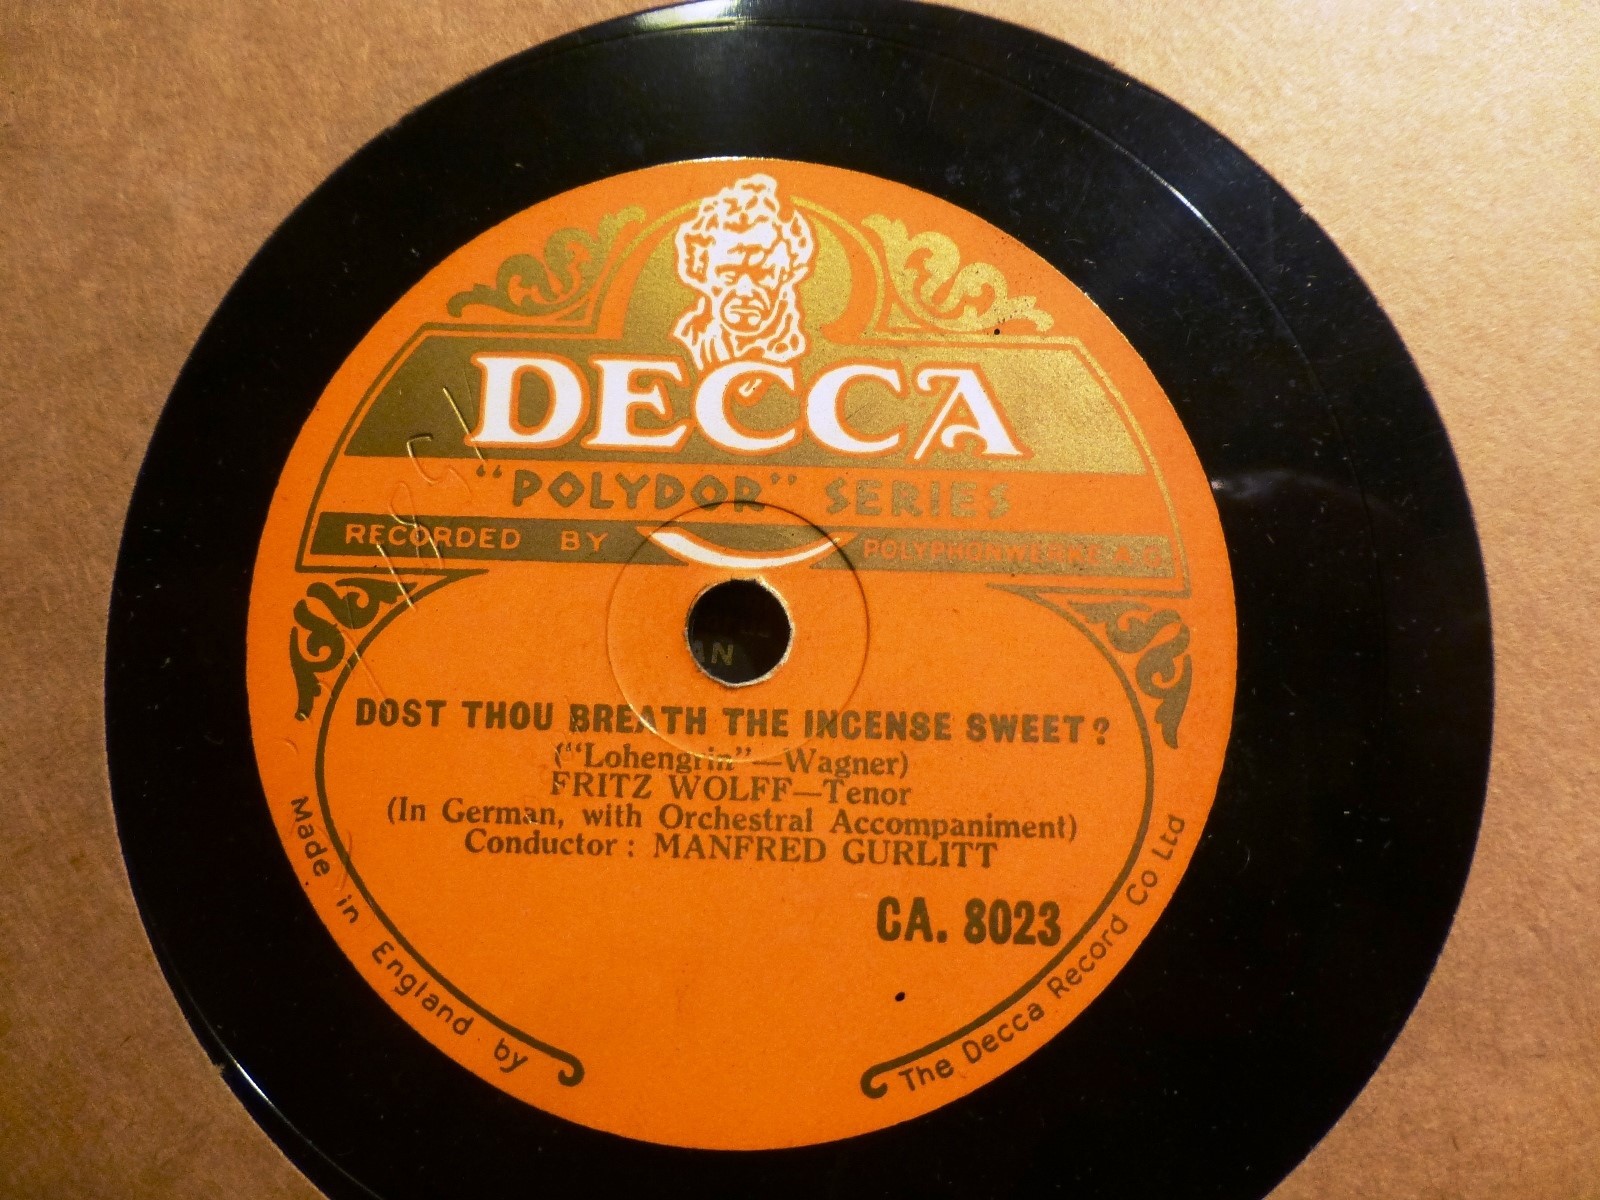 DECCA
"POLYDOR" SERIES
RECORDED BY POLYPHONWERKE A.G.
AN
DOST THOU BREATH THE INCENSE SWEET?
("Lohengrin"—Wagner)
FRITZ WOLFF—Tenor
(In German, with Orchestral Accompaniment)
Conductor: MANFRED GURLITT
CA. 8023
Made in England by The Decca Record Co Ltd